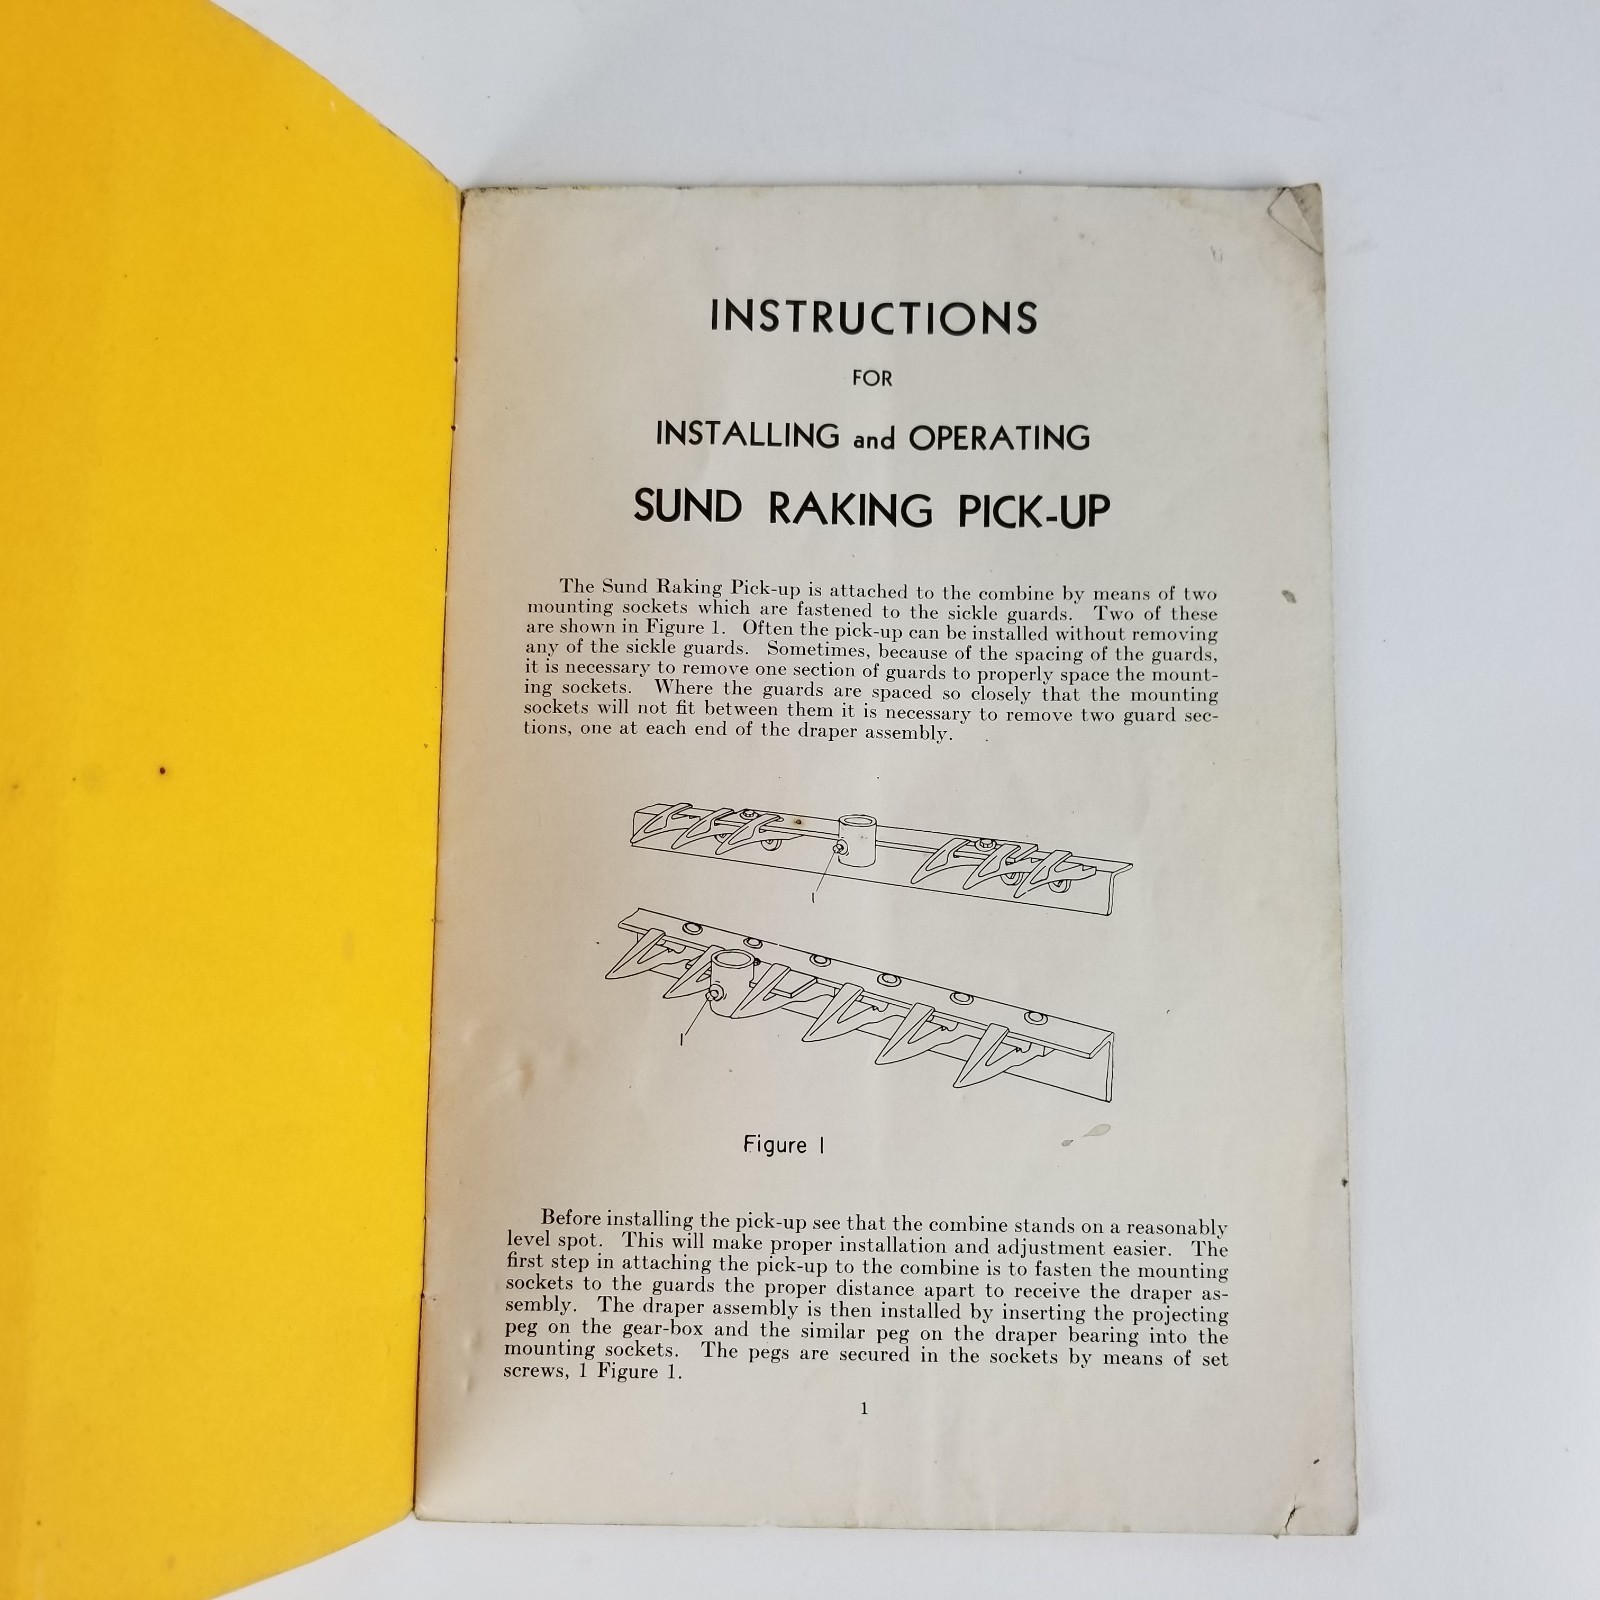 INSTRUCTIONS
FOR
INSTALLING and OPERATING
SUND RAKING PICK-UP
The Sund Raking Pick-up is attached to the combine by means of two
mounting sockets which are fastened to the sickle guards. Two of these
are shown in Figure 1. Often the pick-up can be installed without removing
any of the sickle guards. Sometimes, because of the spacing of the guards,
it is necessary to remove one section of guards to properly space the mount-
ing sockets. Where the guards are spaced so closely that the mounting
sockets will not fit between them it is necessary to remove two guard sec-
tions, one at each end of the draper assembly.
1
1
Figure 1
Before installing the pick-up see that the combine stands on a reasonably
level spot. This will make proper installation and adjustment easier. The
first step in attaching the pick-up to the combine is to fasten the mounting
sockets to the guards the proper distance apart to receive the draper as-
sembly. The draper assembly is then installed by inserting the projecting
peg on the gear-box and the similar peg on the draper bearing into the
mounting sockets. The pegs are secured in the sockets by means of set
screws, 1 Figure 1.
1